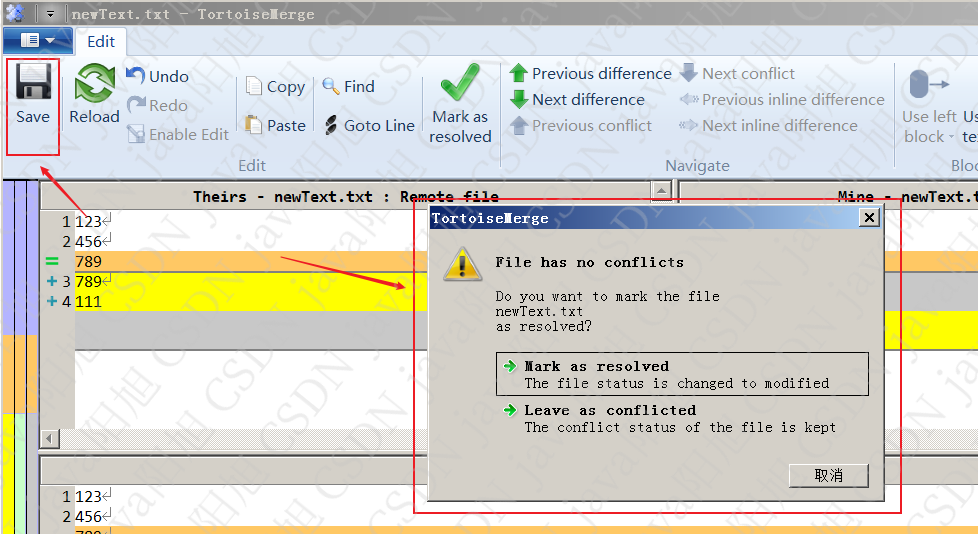 newText.txt - TortoiseMerge
Edit
Save
Reload
Undo
Redo
Enable Edit
Copy
Paste
Find
Goto Line
Mark as
resolved
Previous difference
Next difference
Previous conflict
Next conflict
Previous inline difference
Next inline difference
Use left
block
Edit
Navigate
Theirs - newText.txt : Remote file
Mine - newText.t
1 123
2 456
789
3 789
4 111
TortoiseMerge
File has no conflicts
Do you want to mark the file
newText.txt
as resolved?
Mark as resolved
The file status is changed to modified
Leave as conflicted
The conflict status of the file is kept
取消
1 123
2 456